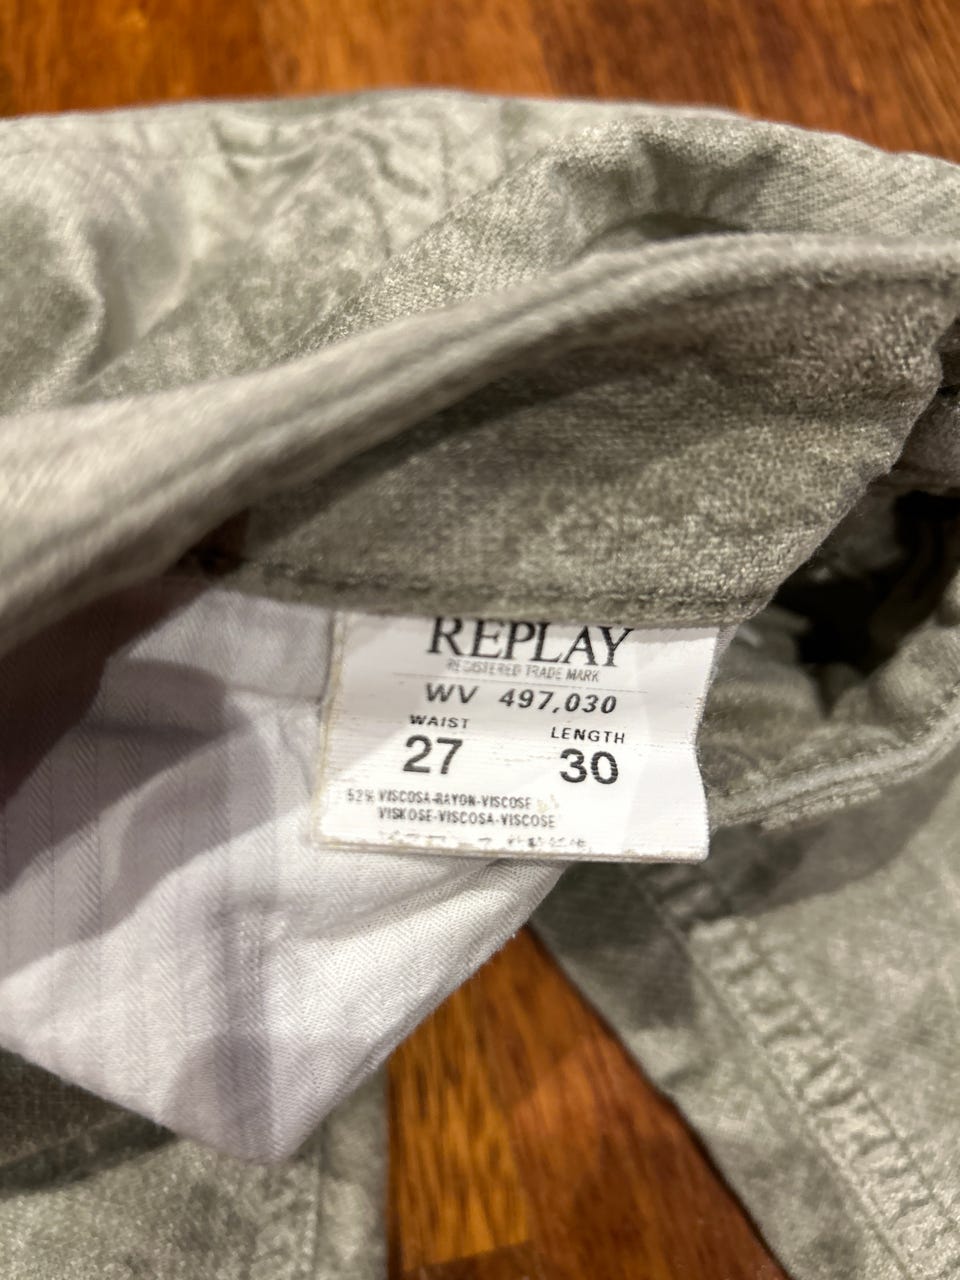 REPLAY
REGISTERED TRADE MARK
WV 497,030
WAIST
LENGTH
27
30
52% VISCOSA-RAYON-VISCOSE
VISKOSE-VISCOSA-VISCOSE